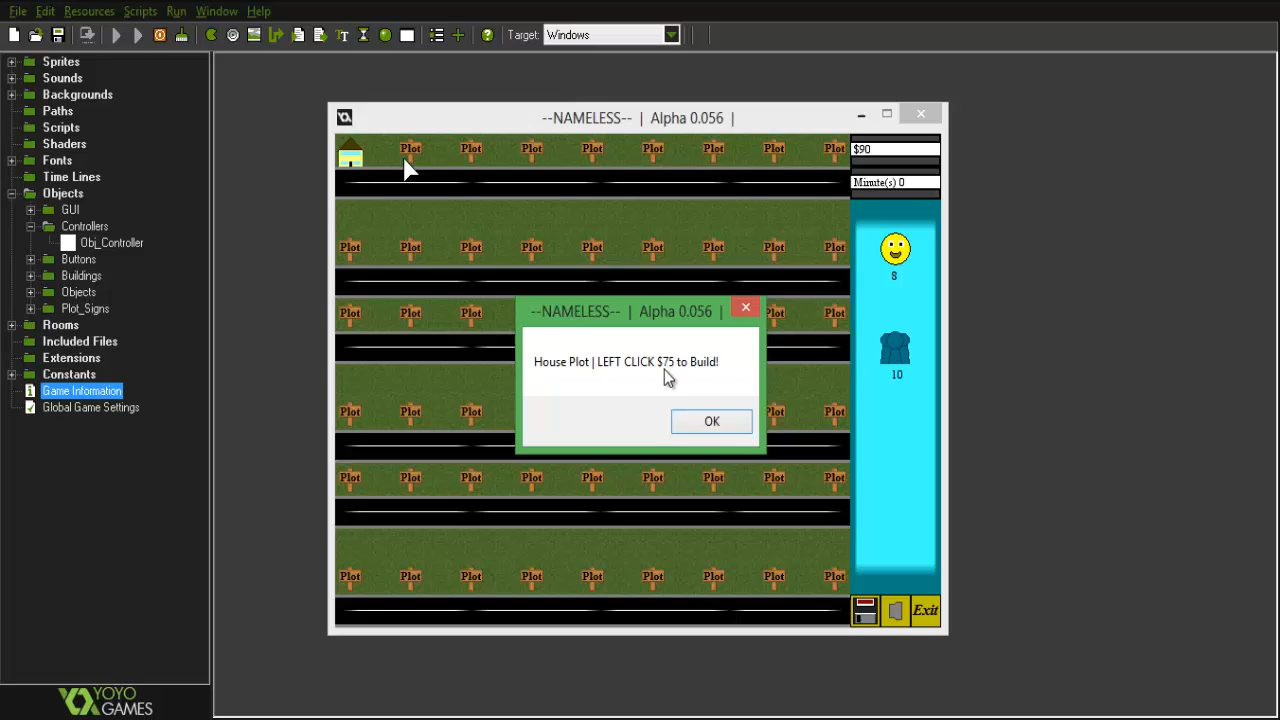 File Edit Resources Scripts Run Window Help
Target: Windows
Sprites
Sounds
Backgrounds
Paths
Scripts
Shaders
Fonts
Time Lines
Objects
GUI
Controllers
Obj_Controller
Buttons
Buildings
Objects
Plot_Signs
Rooms
Included Files
Extensions
Constants
Game Information
Global Game Settings
YOYO
GAMES
--NAMELESS-- | Alpha 0.056 |
Plot Plot Plot Plot Plot Plot Plot Plot
$90
Minute(s) 0
Plot Plot Plot Plot Plot Plot Plot Plot Plot
8
Plot Plot Plot Plot Plot
--NAMELESS-- | Alpha 0.056 |
House Plot | LEFT CLICK $75 to Build!
OK
10
Plot Plot Plot Plot Plot
Plot Plot Plot Plot Plot Plot Plot Plot Plot
Plot Plot Plot Plot Plot Plot Plot Plot Plot
Exit